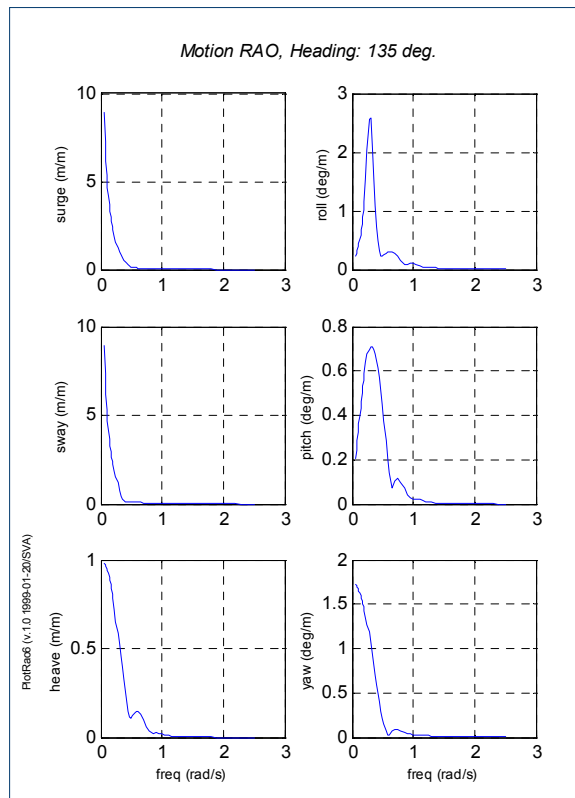 Motion RAO, Heading: 135 deg.
10
5
0
surge (m/m)
0 1 2 3
3
2
1
0
roll (deg/m)
0 1 2 3
10
5
0
sway (m/m)
0 1 2 3
0.8
0.6
0.4
0.2
0
pitch (deg/m)
0 1 2 3
1
0.5
0
heave (m/m)
0 1 2 3
freq (rad/s)
2
1.5
1
0.5
0
yaw (deg/m)
0 1 2 3
freq (rad/s)
PlotRao6 (v.1.0 1999-01-20/SVA)